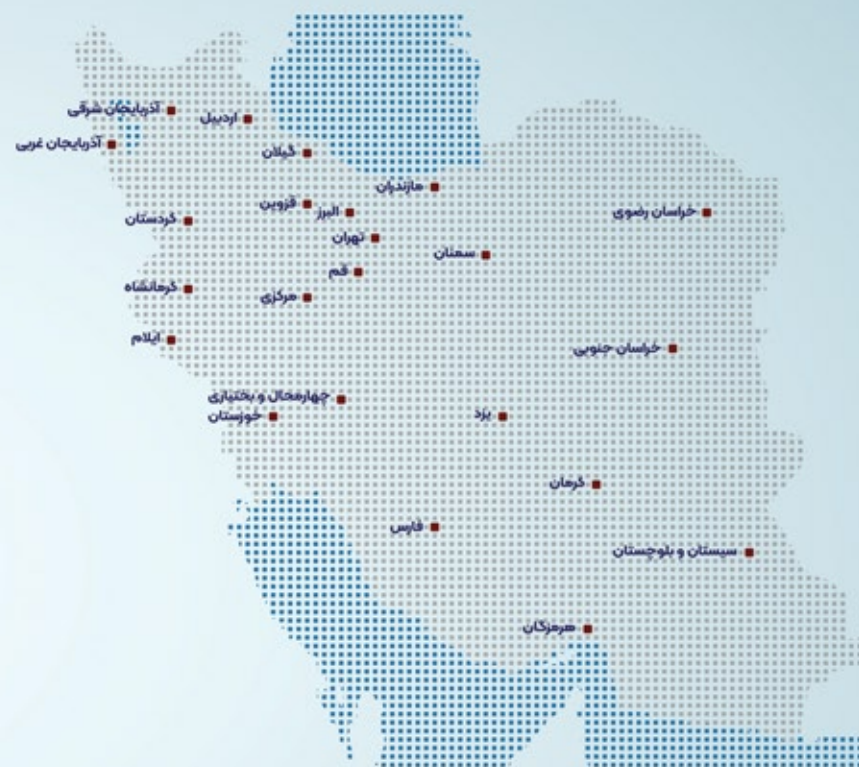 آذربایجان شرقی
اردبیل
آذربایجان غربی
گیلان
مازندران
قزوین
البرز
خراسان رضوی
کردستان
تهران
سمنان
قم
کرمانشاه
مرکزی
ایلام
خراسان جنوبی
چهارمحال و بختیاری
خوزستان
یزد
کرمان
فارس
سیستان و بلوچستان
هرمزگان